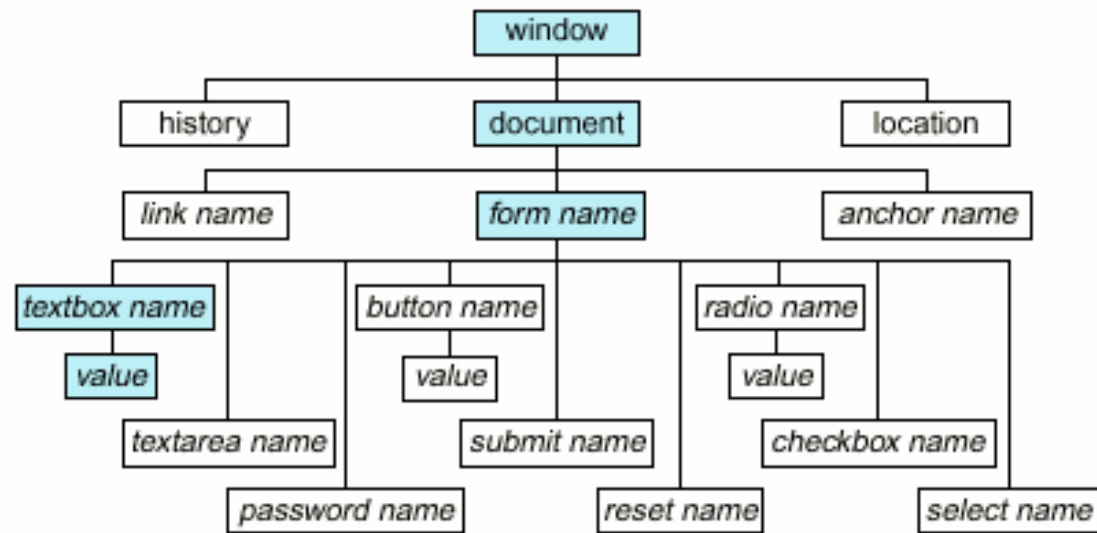 window
history document location
link name form name anchor name
textbox name button name radio name
value value value
textarea name submit name checkbox name
password name reset name select name